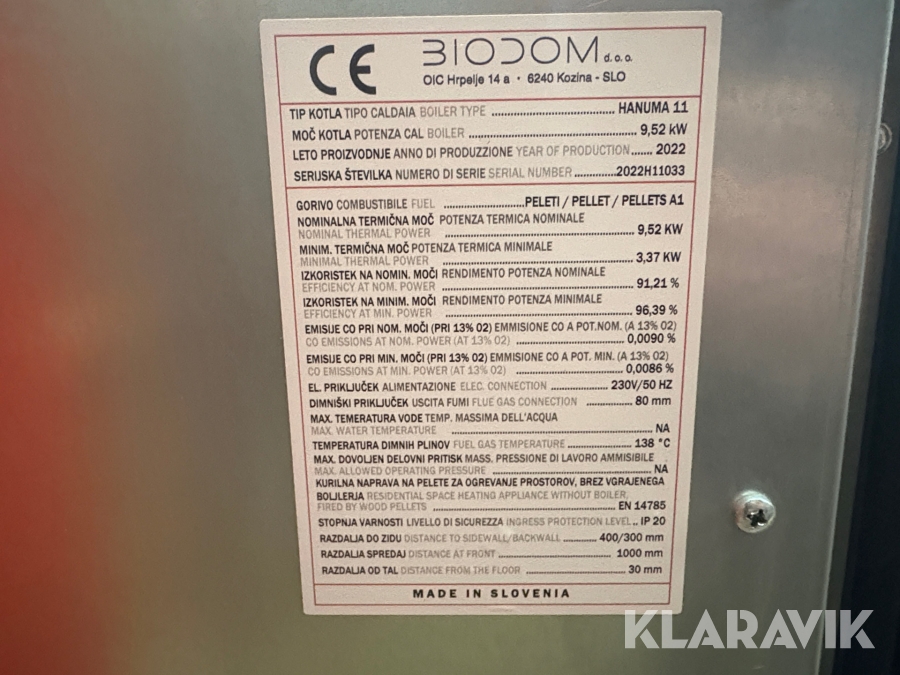 CE BIODOM d.o.o.
OIC Hrpelje 14 a • 6240 Kozina - SLO
TIP KOTLA TIPO CALDAIA BOILER TYPE ........ HANUMA 11
MOČ KOTLA POTENZA CAL BOILER ........ 9,52 kW
LETO PROIZVODNJE ANNO DI PRODUZZIONE YEAR OF PRODUCTION...... 2022
SERIJSKA ŠTEVILKA NUMERO DI SERIE SERIAL NUMBER ............2022H11033
GORIVO COMBUSTIBILE FUEL ........PELETI / PELLET / PELLETS A1
NOMINALNA TERMIČNA MOČ POTENZA TERMICA NOMINALE
NOMINAL THERMAL POWER ........ 9,52 KW
MINIM. TERMIČNA MOČ POTENZA TERMICA MINIMALE
MINIMAL THERMAL POWER ........ 3,37 KW
IZKORISTEK NA NOMIN. MOČI RENDIMENTO POTENZA NOMINALE
EFFICIENCY AT NOM. POWER ........ 91,21 %
IZKORISTEK NA MINIM. MOČI RENDIMENTO POTENZA MINIMALE
EFFICIENCY AT MIN. POWER ........ 96,39 %
EMISIJE CO PRI NOM. MOČI (PRI 13% 02) EMMISIONE CO A POT.NOM. (A 13% 02)
CO EMISSIONS AT NOM. POWER (AT 13% 02) ........ 0,0090 %
EMISIJE CO PRI MIN. MOČI (PRI 13% 02) EMMISIONE CO A POT. MIN. (A 13% 02)
CO EMISSIONS AT MIN. POWER (AT 13% 02) ........ 0,0086 %
EL. PRIKLJUČEK ALIMENTAZIONE ELEC. CONNECTION ........ 230V/50 HZ
DIMNIŠKI PRIKLJUČEK USCITA FUMI FLUE GAS CONNECTION ........ 80 mm
MAX. TEMERATURA VODE TEMP. MASSIMA DELL'ACQUA
MAX. WATER TEMPERATURE ........ NA
TEMPERATURA DIMNIH PLINOV FUEL GAS TEMPERATURE ........ 138 °C
MAX. DOVOLJEN DELOVNI PRITISK MASS. PRESSIONE DI LAVORO AMMISIBILE
MAX. ALLOWED OPERATING PRESSURE ........ NA
KURILNA NAPRAVA NA PELETE ZA OGREVANJE PROSTOROV, BREZ VGRAJENEGA
BOLJLERJA RESIDENTIAL SPACE HEATING APPLIANCE WITHOUT BOILER,
FIRED BY WOOD PELLETS ........ EN 14785
STOPNJA VARNOSTI LIVELLO DI SICUREZZA INGRESS PROTECTION LEVEL .. IP 20
RAZDALJA DO ZIDU DISTANCE TO SIDEWALL/BACKWALL ........ 400/300 mm
RAZDALJA SPREDAJ DISTANCE AT FRONT ........ 1000 mm
RAZDALJA OD TAL DISTANCE FROM THE FLOOR ........ 30 mm
MADE IN SLOVENIA
KLARAVIK